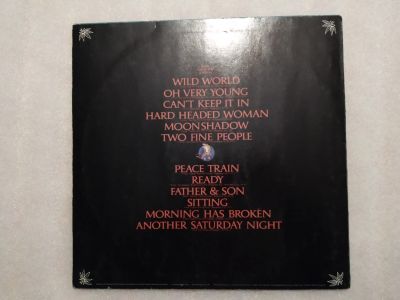 WILD WORLD
OH VERY YOUNG
CAN'T KEEP IT IN
HARD HEADED WOMAN
MOONSHADOW
TWO FINE PEOPLE
PEACE TRAIN
READY
FATHER & SON
SITTING
MORNING HAS BROKEN
ANOTHER SATURDAY NIGHT